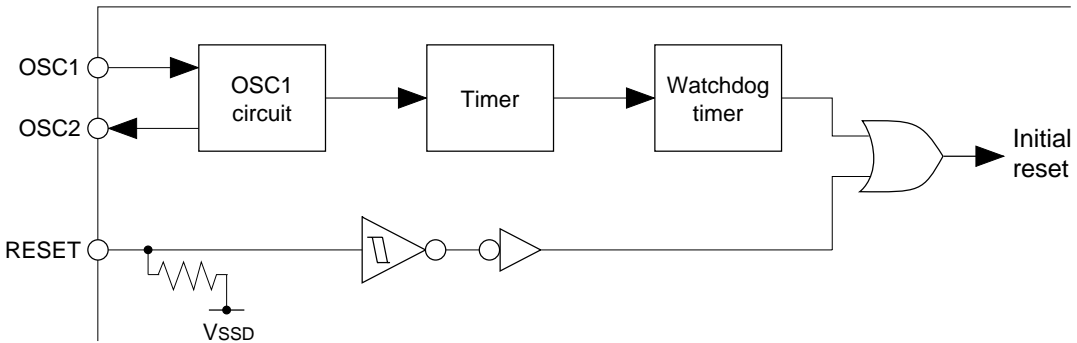 OSC1
OSC2
OSC1
circuit
Timer
Watchdog
timer
Initial
reset
RESET
VSSD